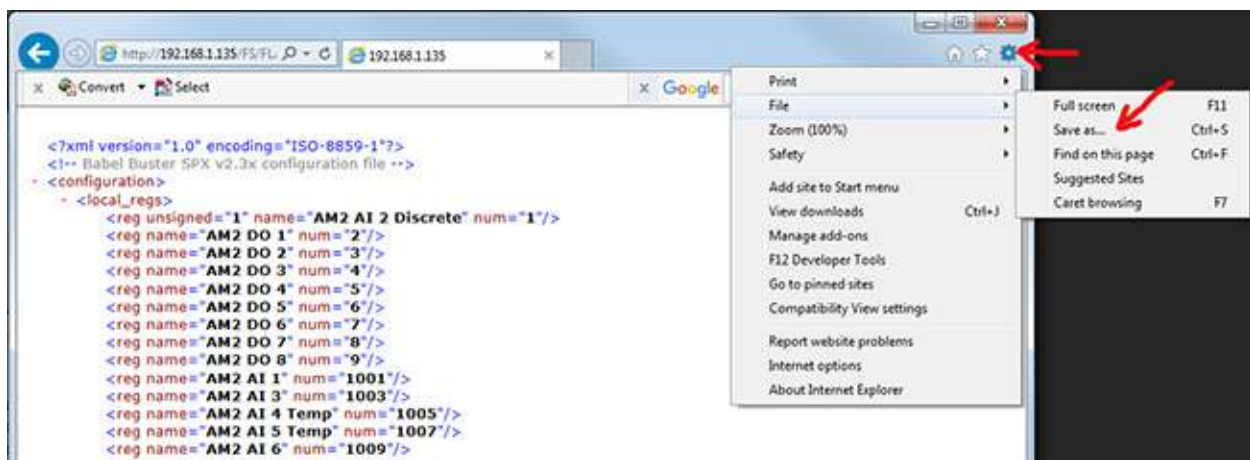 http://192.168.1.135/FS/FL
192.168.1.135
x Convert Select
x Google
<?xml version="1.0" encoding="ISO-8859-1"?>
<!-- Babel Buster SPX v2.3x configuration file -->
- <configuration>
- <local_regs>
<reg unsigned="1" name="AM2 AI 2 Discrete" num="1"/>
<reg name="AM2 DO 1" num="2"/>
<reg name="AM2 DO 2" num="3"/>
<reg name="AM2 DO 3" num="4"/>
<reg name="AM2 DO 4" num="5"/>
<reg name="AM2 DO 5" num="6"/>
<reg name="AM2 DO 6" num="7"/>
<reg name="AM2 DO 7" num="8"/>
<reg name="AM2 DO 8" num="9"/>
<reg name="AM2 AI 1" num="1001"/>
<reg name="AM2 AI 3" num="1003"/>
<reg name="AM2 AI 4 Temp" num="1005"/>
<reg name="AM2 AI 5 Temp" num="1007"/>
<reg name="AM2 AI 6" num="1009"/>
Print
File
Zoom (100%)
Safety
Add site to Start menu
View downloads Ctrl+J
Manage add-ons
F12 Developer Tools
Go to pinned sites
Compatibility View settings
Report website problems
Internet options
About Internet Explorer
Full screen F11
Save as... Ctrl+S
Find on this page Ctrl+F
Suggested Sites
Caret browsing F7